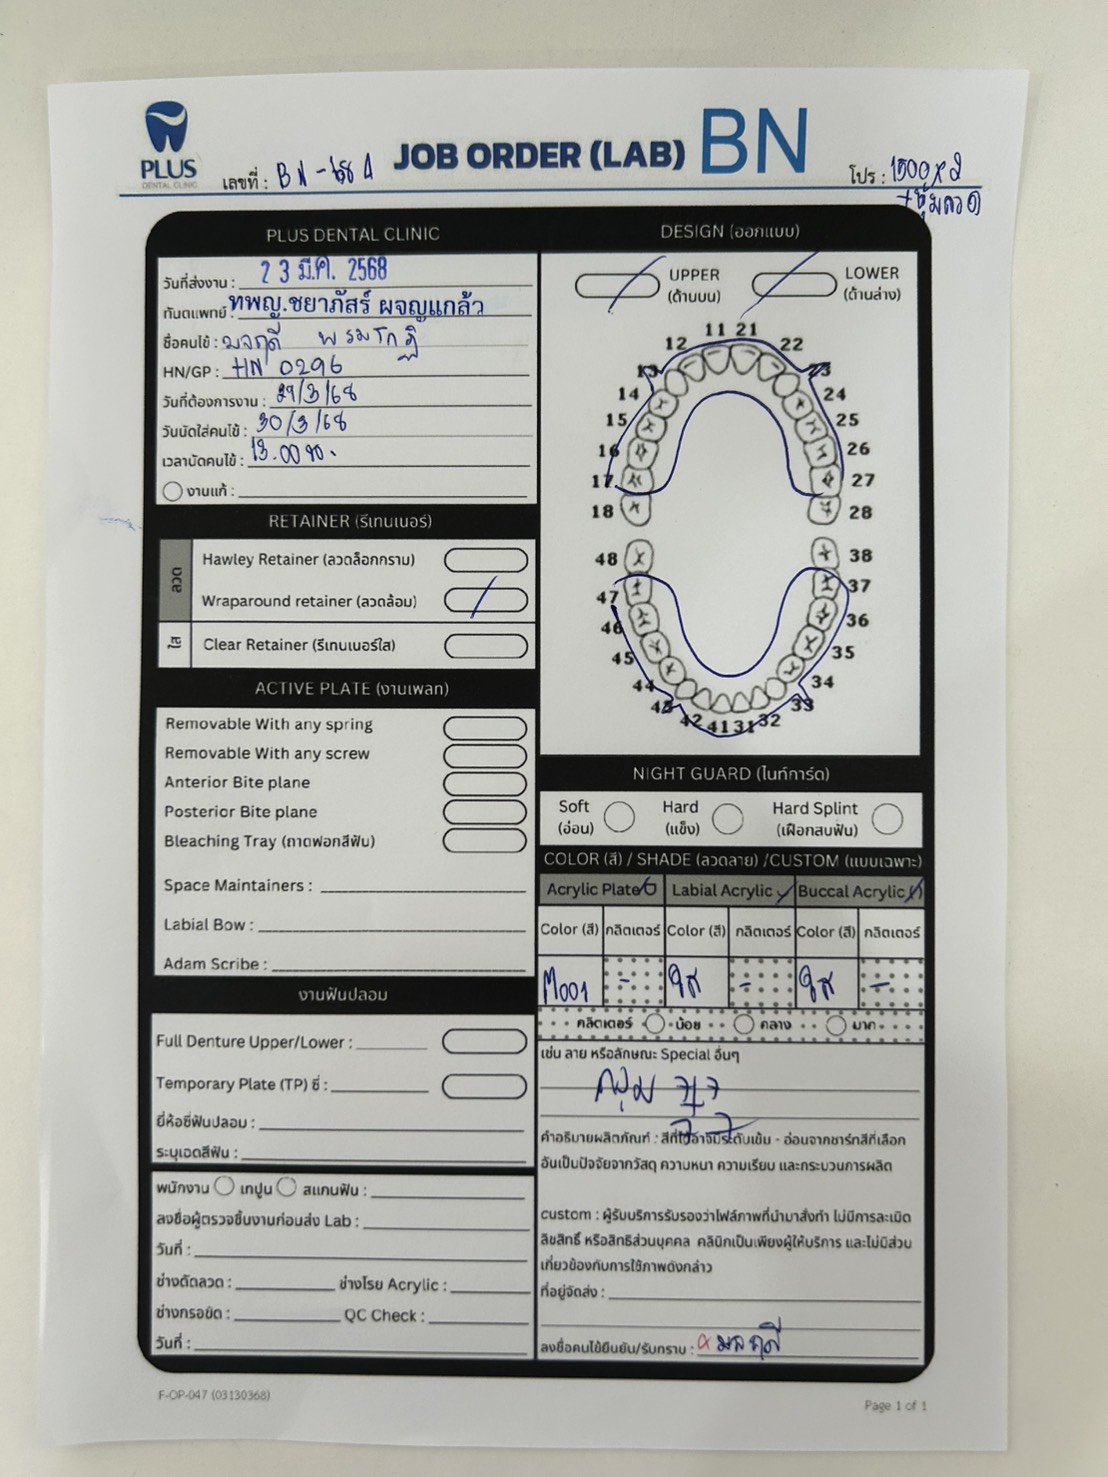 PLUS
DENTAL CLINIC
เลขที่ : BN-684
JOB ORDER (LAB) BN
โปร : 1500x2
+ชุ้มลวด
PLUS DENTAL CLINIC
วันที่ส่งงาน : 23 มี.ค. 2568
ทันตแพทย์ : ทพญ.ชยาภัสร์ ผจญแกล้ว
ชื่อคนไข้ : มลฤดี
HN/GP : HN 0296
วันที่ต้องการงาน : 29/3/68
วันนัดใส่คนไข้ : 30/3/68
เวลานัดคนไข้ : 13.00 น.
งานแก้ :
RETAINER (รีเทนเนอร์)
ลวด
Hawley Retainer (ลวดล็อกกราม)
Wraparound retainer (ลวดล้อม)
ใส
Clear Retainer (รีเทนเนอร์ใส)
ACTIVE PLATE (งานเพลท)
Removable With any spring
Removable With any screw
Anterior Bite plane
Posterior Bite plane
Bleaching Tray (ถาดฟอกสีฟัน)
Space Maintainers :
Labial Bow :
Adam Scribe :
งานฟันปลอม
Full Denture Upper/Lower :
Temporary Plate (TP) ซี่ :
ยี่ห้อซี่ฟันปลอม :
ระบุเฉดสีฟัน :
พนักงาน เทปูน สแกนฟัน :
ลงชื่อผู้ตรวจชิ้นงานก่อนส่ง Lab :
วันที่ :
ช่างดัดลวด : ช่างโรย Acrylic :
ช่างกรอขัด : QC Check :
วันที่ :
DESIGN (ออกแบบ)
UPPER
(ด้านบน)
LOWER
(ด้านล่าง)
11 21
12 22
13 23
14 24
15 25
16 26
17 27
18 28
48 38
47 37
46 36
45 35
44 34
43 33
42 41 31 32
NIGHT GUARD (ไนท์การ์ด)
Soft
(อ่อน)
Hard
(แข็ง)
Hard Splint
(เฝือกสบฟัน)
COLOR (สี) / SHADE (ลวดลาย) /CUSTOM (แบบเฉพาะ)
Acrylic Plate Labial Acrylic Buccal Acrylic
Color (สี) กลิตเตอร์ Color (สี) กลิตเตอร์ Color (สี) กลิตเตอร์
M001 - ใส - ใส -
กลิตเตอร์ น้อย คลาง มาก
เช่น ลาย หรือลักษณะ Special อื่นๆ
7 7
7 7
คำอธิบายผลิตภัณฑ์ : สีที่ได้อาจมีระดับเข้ม - อ่อนจากชาร์ทสีที่เลือก
อันเป็นปัจจัยจากวัสดุ ความหนา ความเรียบ และกระบวนการผลิต
custom : ผู้รับบริการรับรองว่าไฟล์ภาพที่นำมาสั่งทำ ไม่มีการละเมิด
ลิขสิทธิ์ หรือสิทธิส่วนบุคคล คลินิกเป็นเพียงผู้ให้บริการ และไม่มีส่วน
เกี่ยวข้องกับการใช้ภาพดังกล่าว
ที่อยู่จัดส่ง :
ลงชื่อคนไข้ยืนยัน/รับทราบ : มลฤดี
F-OP-047 (03130368)
Page 1 of 1